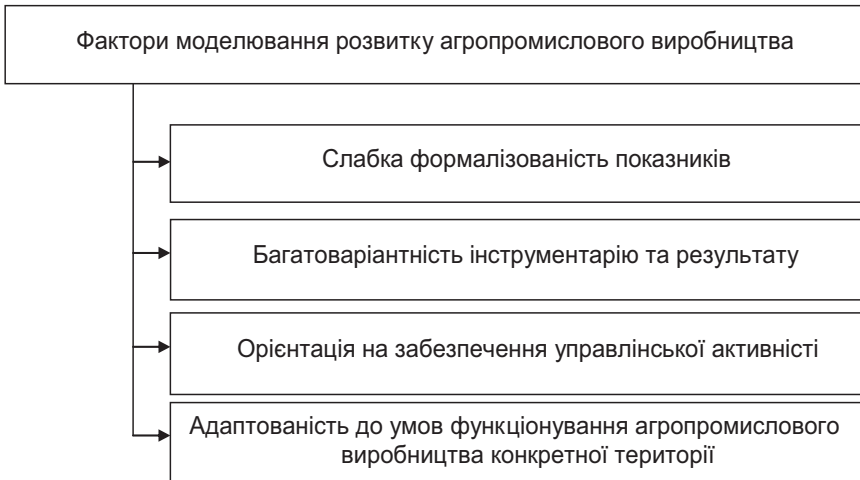 Фактори моделювання розвитку агропромислового виробництва
Слабка формалізованість показників
Багатоваріантність інструментарію та результату
Орієнтація на забезпечення управлінської активністі
Адаптованість до умов функціонування агропромислового
виробництва конкретної території